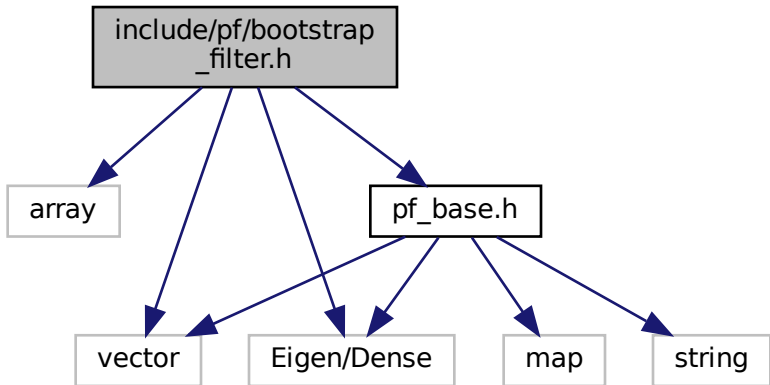 include/pf/bootstrap
_filter.h
array
pf_base.h
vector
Eigen/Dense
map
string